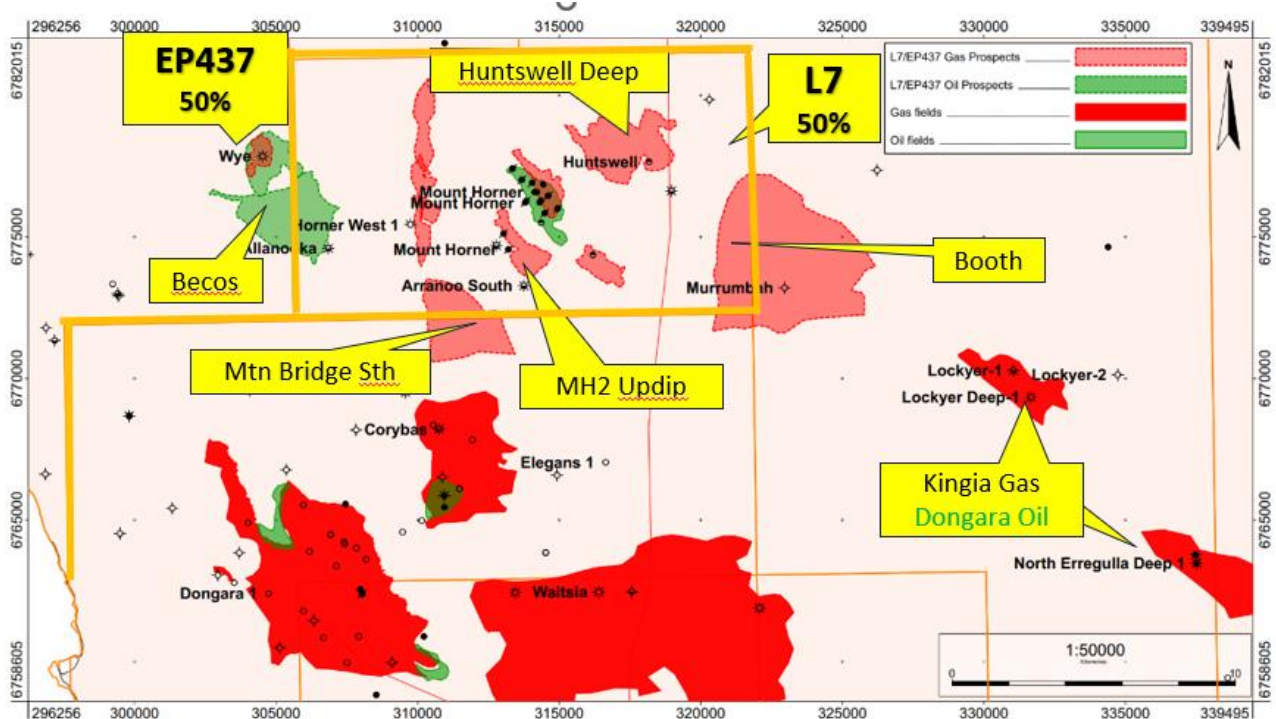 296256 300000 305000 310000 315000 320000 325000 330000 335000 339495
6782015
6775000
6770000
6765000
6758605
6782015
6775000
6770000
6765000
6758605
EP437
50%
Huntswell Deep
L7
50%
L7/EP437 Gas Prospects
L7/EP437 Oil Prospects
Gas fields
Oil fields
N
Wye
Huntswell
Mount Horner
Mount Horner
Horner West 1
Allanooka
Mount Horner
Becos
Booth
Arranoo South
Murrumbah
Mtn Bridge Sth
MH2 Updip
Lockyer-1
Lockyer-2
Lockyer Deep-1
Corybas
Elegans 1
Kingia Gas
Dongara Oil
North Erregulla Deep 1
Dongara 1
Waitsia
1:50000
Kilometres
0 10
296256 300000 305000 310000 315000 320000 325000 330000 335000 339495